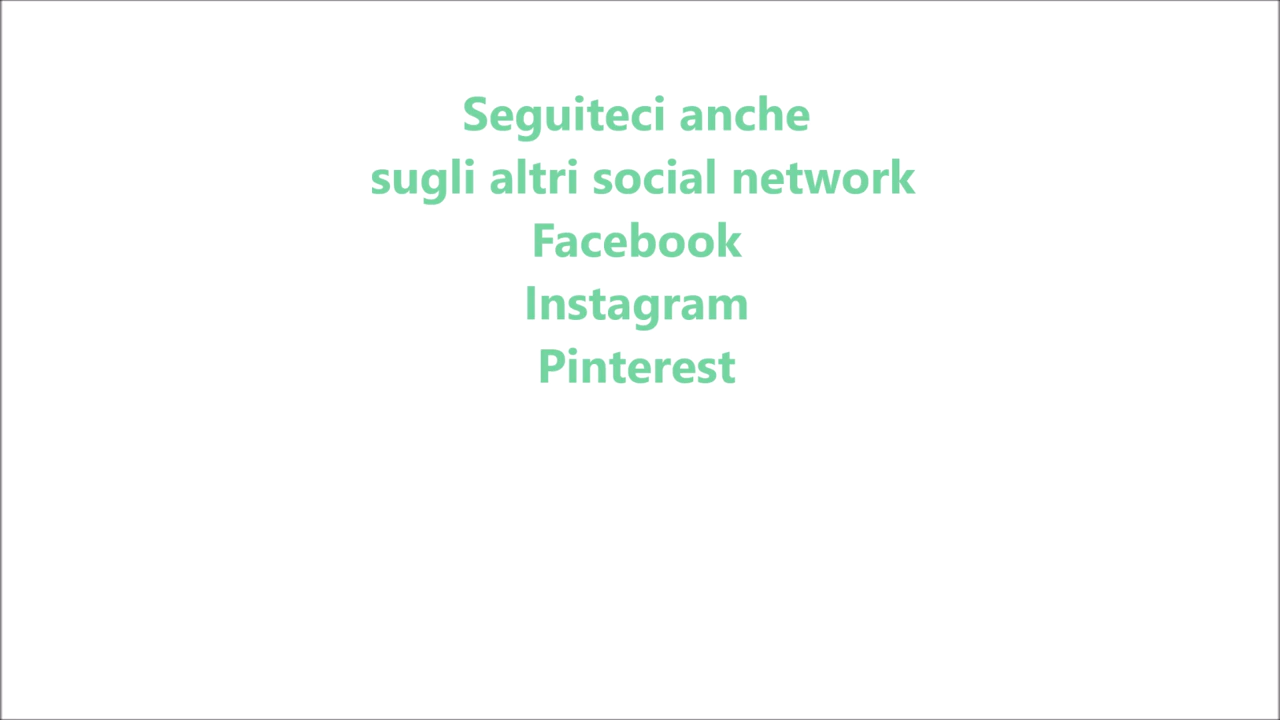 Seguiteci anche
sugli altri social network
Facebook
Instagram
Pinterest